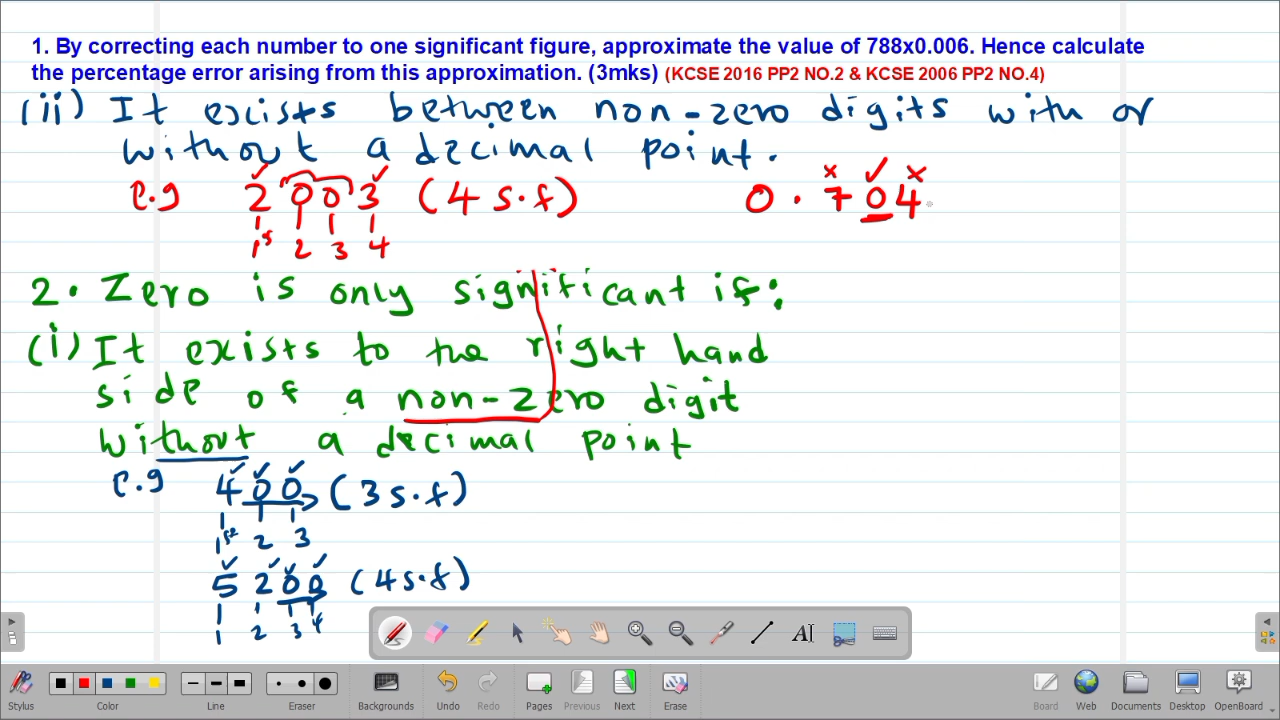 1. By correcting each number to one significant figure, approximate the value of 788x0.006. Hence calculate
the percentage error arising from this approximation. (3mks) (KCSE 2016 PP2 NO.2 & KCSE 2006 PP2 NO.4)
(ii) It exists between non-zero digits with or
without a decimal point.
e.g 2003 (4 s.f) 0.704
1st 2 3 4
2. Zero is only significant if:
(i) It exists to the right hand
side of a non-zero digit
without a decimal point
e.g 400 (3 s.f)
1st 2 3
5200 (4 s.f)
1 2 3 4
Stylus Color Line Eraser Backgrounds Undo Redo Pages Previous Next Erase Board Web Documents Desktop OpenBoard